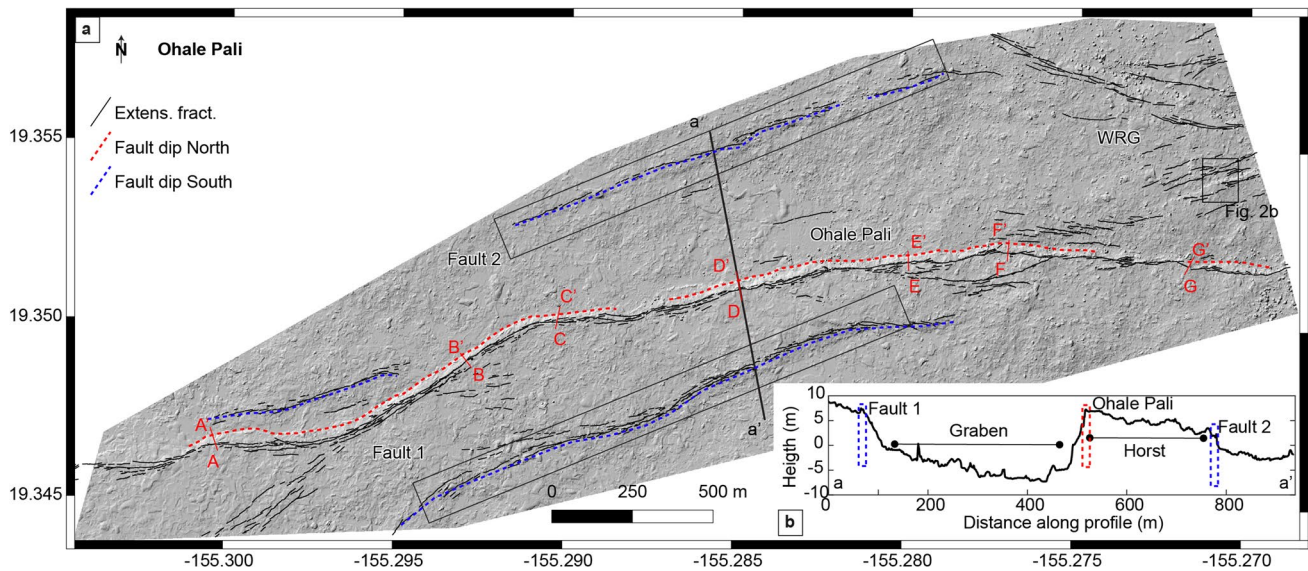 a
N Ohale Pali
Extens. fract.
Fault dip North
Fault dip South
19.355
19.350
19.345
a
WRG
Fig. 2b
Fault 2
Ohale Pali
E' F' G'
D' E F G
C' D
B' C
B
A'
A
Fault 1
a'
0 250 500 m
-155.300 -155.295 -155.290 -155.285 -155.280 -155.275 -155.270
Heigth (m)
10
5
0
-5
-10
Fault 1
Graben
Ohale Pali
Horst
Fault 2
a a'
0 200 400 600 800
Distance along profile (m)
b